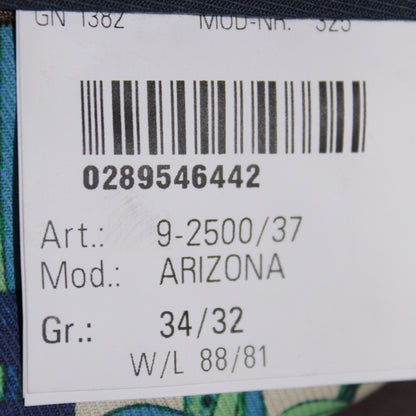 GN 1382 MOD-NR. 325
0289546442
Art.: 9-2500/37
Mod.: ARIZONA
Gr.: 34/32
W/L 88/81